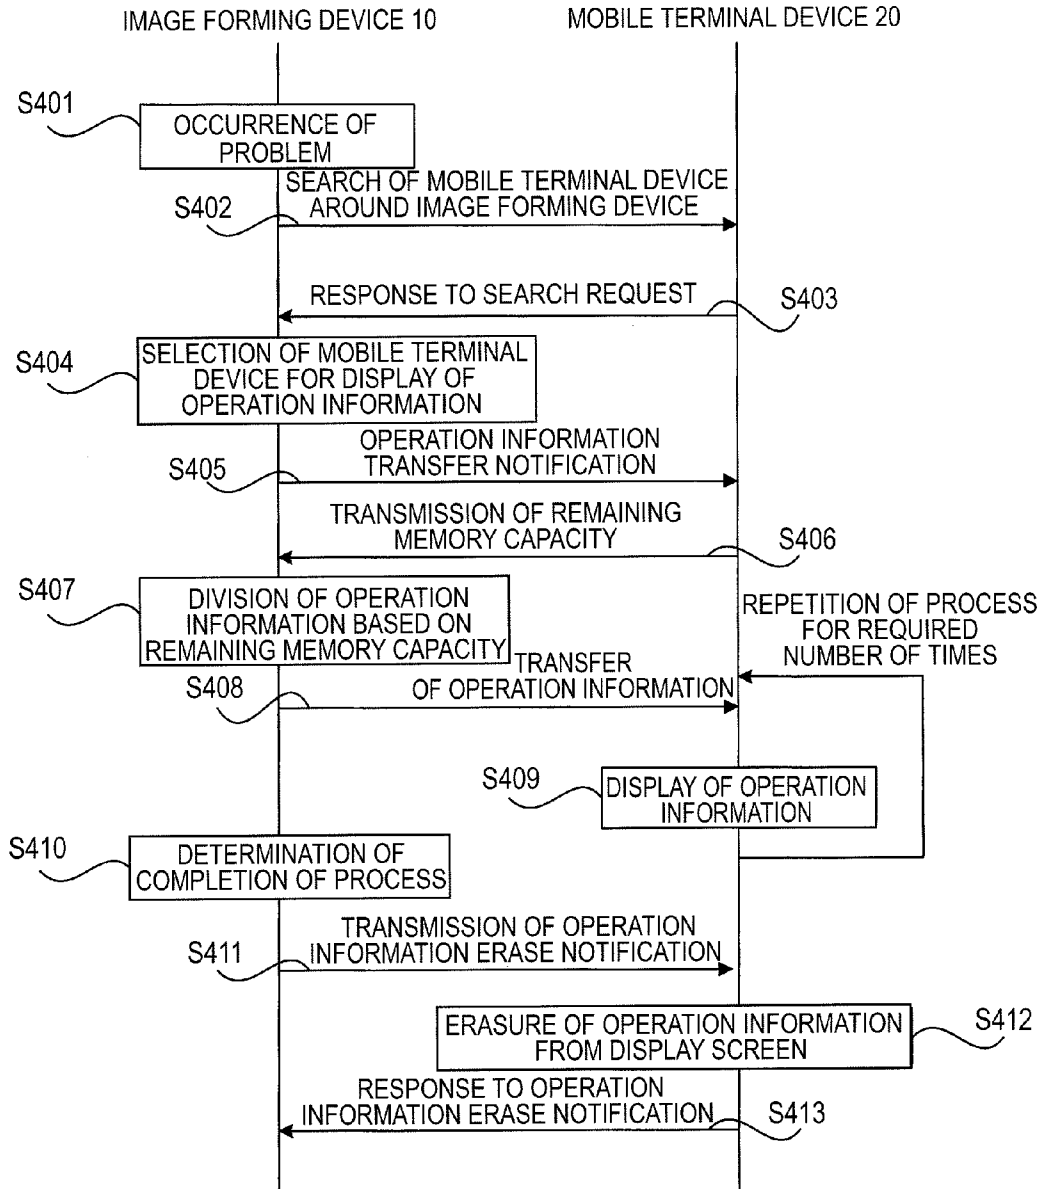 IMAGE FORMING DEVICE 10
MOBILE TERMINAL DEVICE 20
S401
OCCURRENCE OF
PROBLEM
S402
SEARCH OF MOBILE TERMINAL DEVICE
AROUND IMAGE FORMING DEVICE
RESPONSE TO SEARCH REQUEST
S403
S404
SELECTION OF MOBILE TERMINAL
DEVICE FOR DISPLAY OF
OPERATION INFORMATION
S405
OPERATION INFORMATION
TRANSFER NOTIFICATION
TRANSMISSION OF REMAINING
MEMORY CAPACITY
S406
S407
DIVISION OF OPERATION
INFORMATION BASED ON
REMAINING MEMORY CAPACITY
REPETITION OF PROCESS
FOR REQUIRED
NUMBER OF TIMES
S408
TRANSFER
OF OPERATION INFORMATION
S409
DISPLAY OF OPERATION
INFORMATION
S410
DETERMINATION OF
COMPLETION OF PROCESS
S411
TRANSMISSION OF OPERATION
INFORMATION ERASE NOTIFICATION
ERASURE OF OPERATION INFORMATION
FROM DISPLAY SCREEN
S412
RESPONSE TO OPERATION
INFORMATION ERASE NOTIFICATION
S413